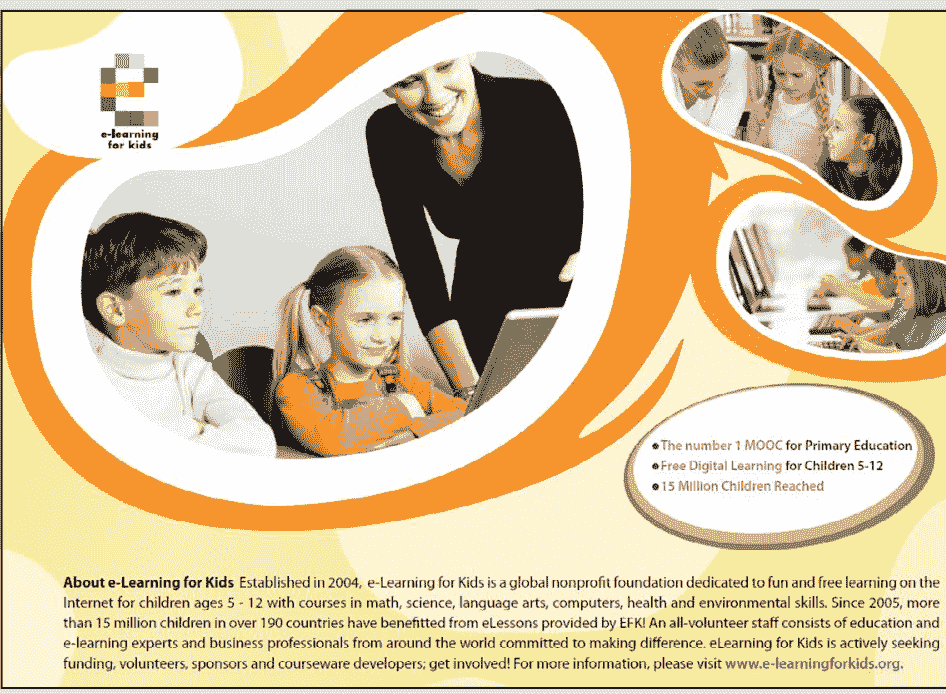 e-learning
for kids
The number 1 MOOC for Primary Education
Free Digital Learning for Children 5-12
15 Million Children Reached
About e-Learning for Kids Established in 2004, e-Learning for Kids is a global nonprofit foundation dedicated to fun and free learning on the
Internet for children ages 5 - 12 with courses in math, science, language arts, computers, health and environmental skills. Since 2005, more
than 15 million children in over 190 countries have benefitted from eLessons provided by EFK! An all-volunteer staff consists of education and
e-learning experts and business professionals from around the world committed to making difference. eLearning for Kids is actively seeking
funding, volunteers, sponsors and courseware developers; get involved! For more information, please visit www.e-learningforkids.org.